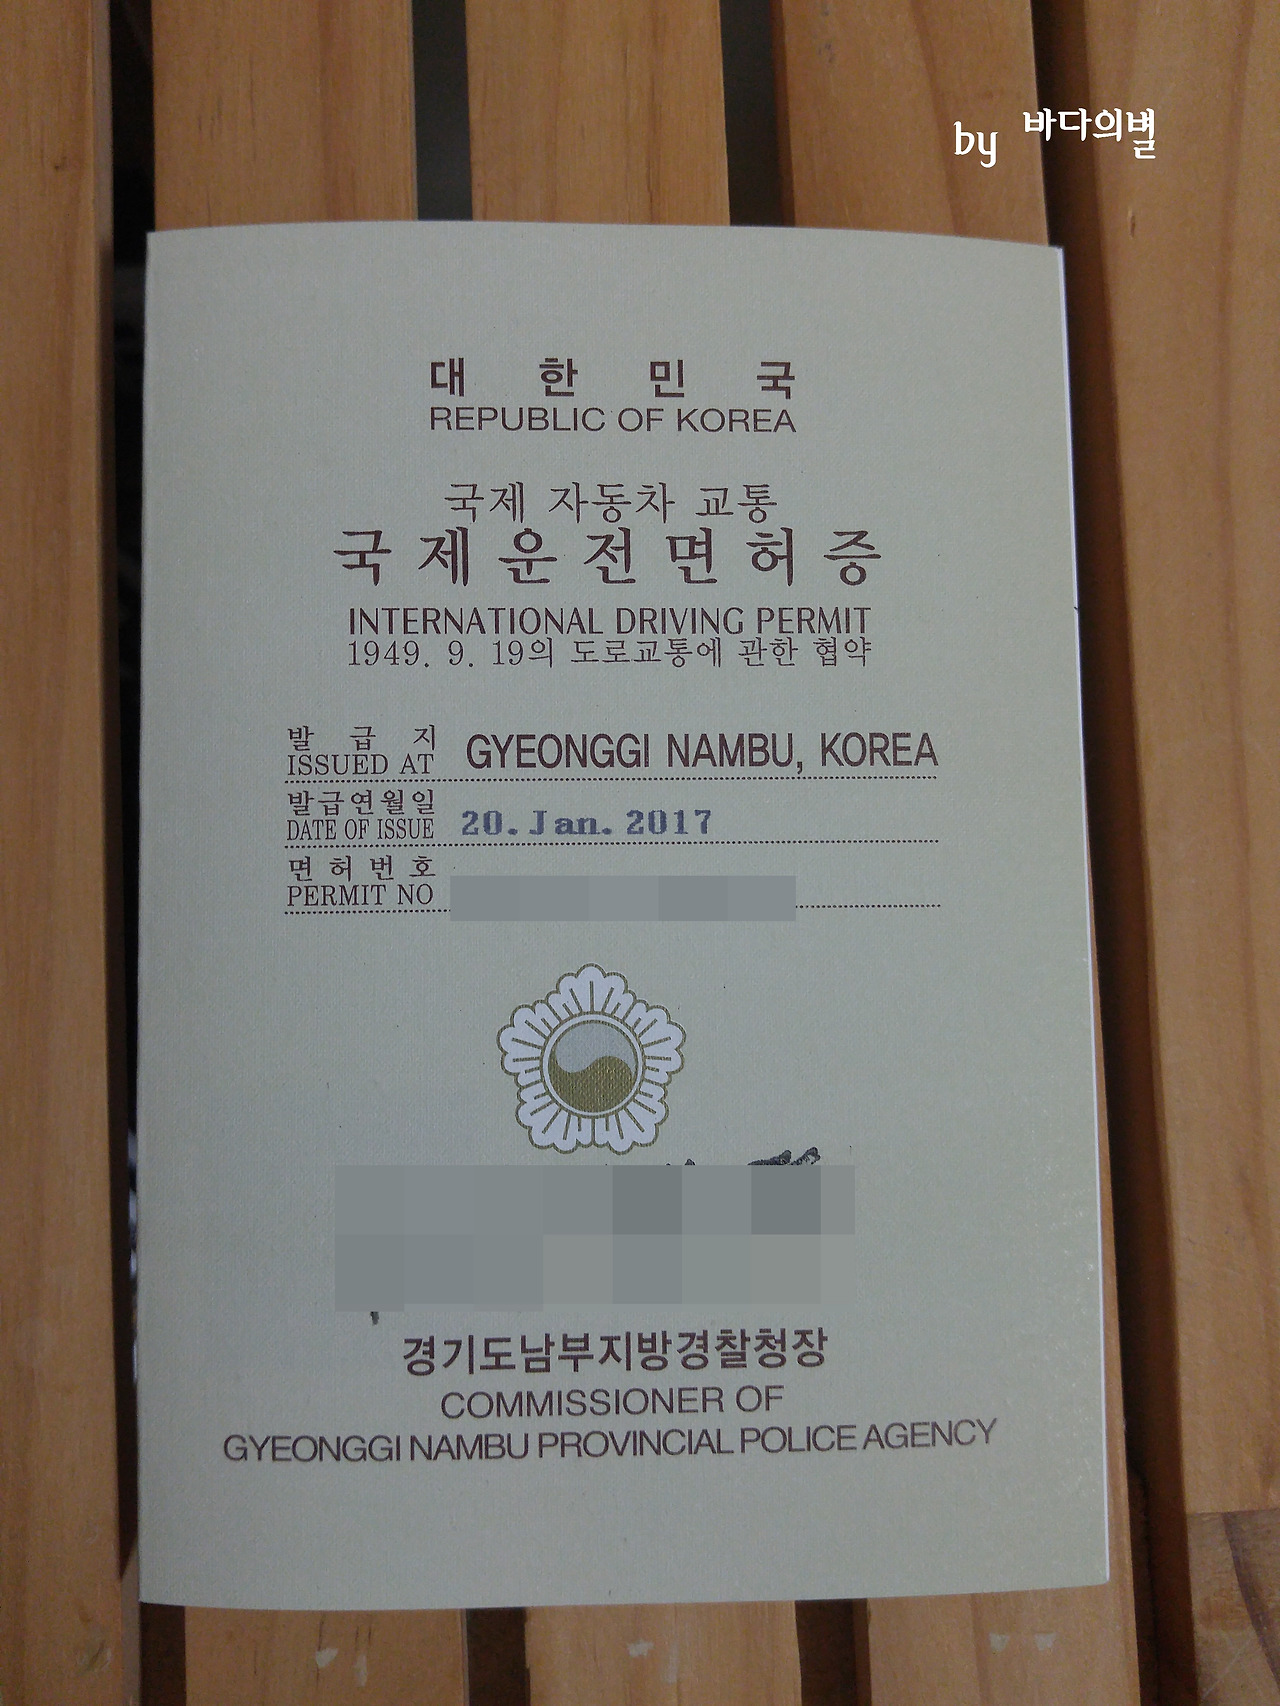 by 바다의별
대 한 민 국
REPUBLIC OF KOREA
국제 자동차 교통
국제운전면허증
INTERNATIONAL DRIVING PERMIT
1949. 9. 19의 도로교통에 관한 협약
발 급 지
ISSUED AT GYEONGGI NAMBU, KOREA
발급연월일
DATE OF ISSUE 20. Jan. 2017
면 허 번 호
PERMIT NO
경기도남부지방경찰청장
COMMISSIONER OF
GYEONGGI NAMBU PROVINCIAL POLICE AGENCY